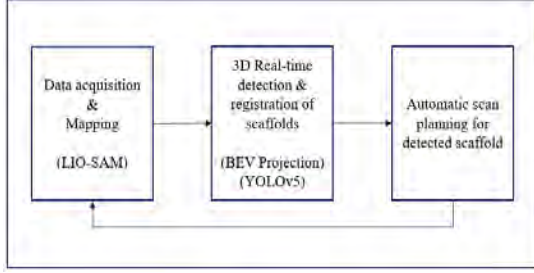 Data acquisition
&
Mapping
(LIO-SAM)
3D Real-time
detection &
registration of
scaffolds
(BEV Projection)
(YOLOv5)
Automatic scan
planning for
detected scaffold